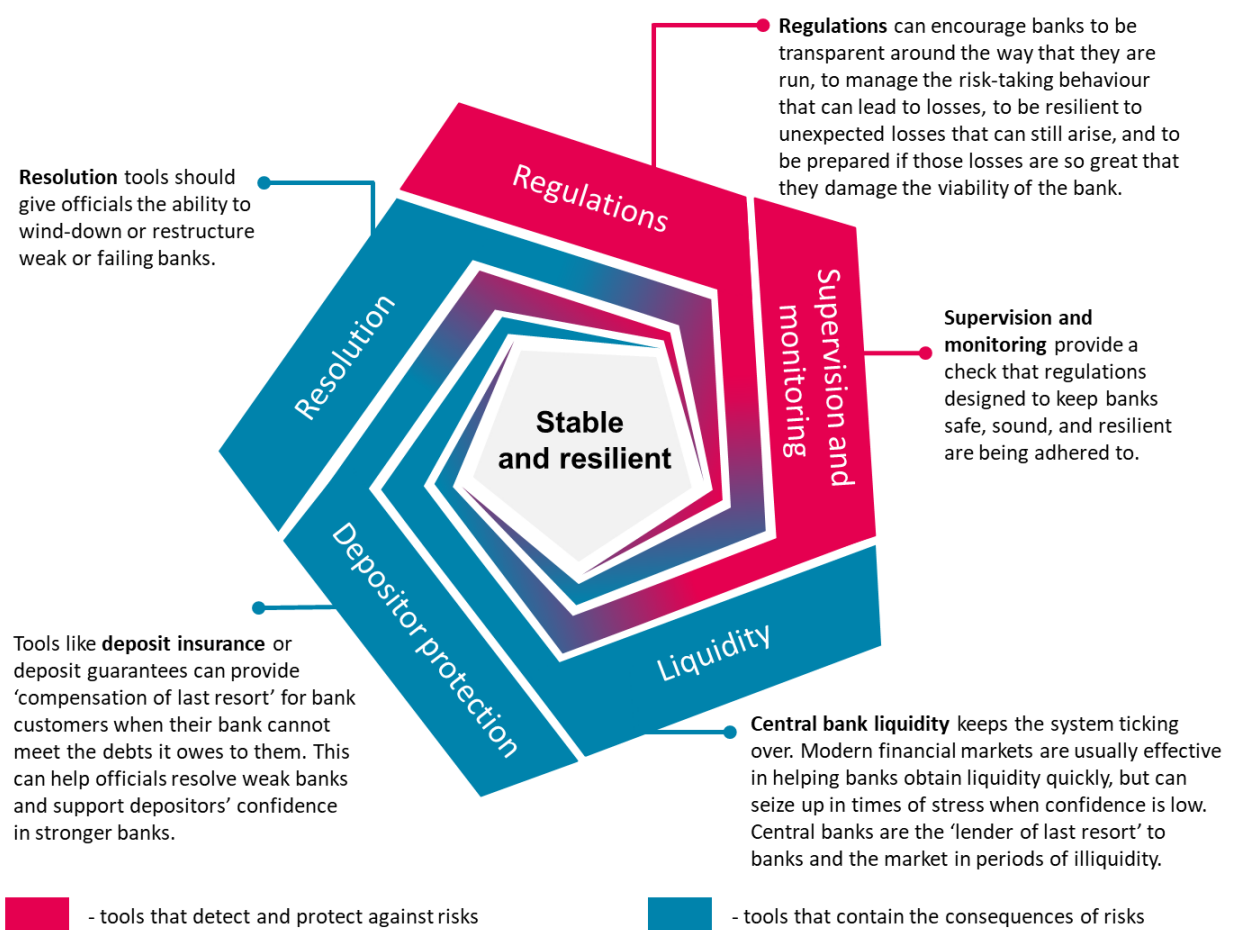 Regulations can encourage banks to be
transparent around the way that they are
run, to manage the risk-taking behaviour
that can lead to losses, to be resilient to
unexpected losses that can still arise, and to
be prepared if those losses are so great that
they damage the viability of the bank.
Resolution tools should
give officials the ability to
wind-down or restructure
weak or failing banks.
Regulations
Supervision and
monitoring
Resolution
Stable
and resilient
Supervision and
monitoring provide a
check that regulations
designed to keep banks
safe, sound, and resilient
are being adhered to.
Depositor protection
Liquidity
Tools like deposit insurance or
deposit guarantees can provide
‘compensation of last resort’ for bank
customers when their bank cannot
meet the debts it owes to them. This
can help officials resolve weak banks
and support depositors’ confidence
in stronger banks.
Central bank liquidity keeps the system ticking
over. Modern financial markets are usually effective
in helping banks obtain liquidity quickly, but can
seize up in times of stress when confidence is low.
Central banks are the ‘lender of last resort’ to
banks and the market in periods of illiquidity.
- tools that detect and protect against risks
- tools that contain the consequences of risks